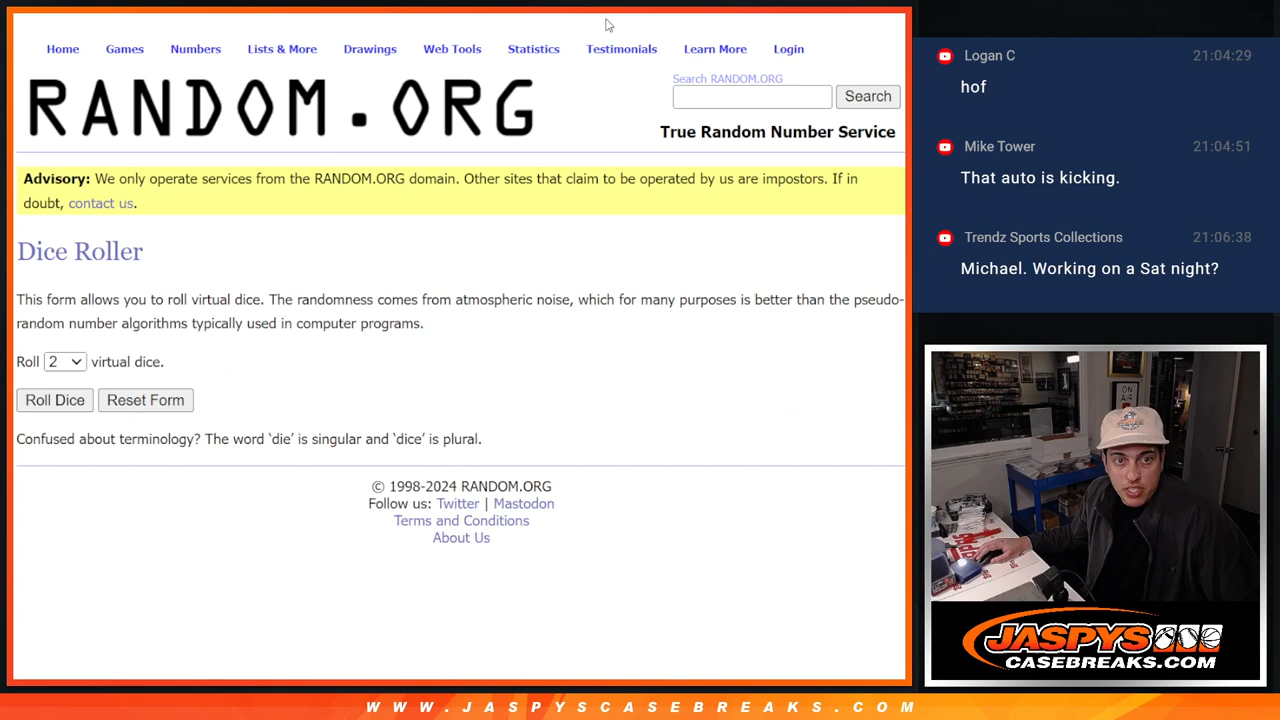 Home Games Numbers Lists & More Drawings Web Tools Statistics Testimonials Learn More Login
RANDOM.ORG
Search RANDOM.ORG
Search
True Random Number Service
Advisory: We only operate services from the RANDOM.ORG domain. Other sites that claim to be operated by us are impostors. If in
doubt, contact us.
Dice Roller
This form allows you to roll virtual dice. The randomness comes from atmospheric noise, which for many purposes is better than the pseudo-
random number algorithms typically used in computer programs.
Roll 2 virtual dice.
Roll Dice Reset Form
Confused about terminology? The word ‘die’ is singular and ‘dice’ is plural.
© 1998-2024 RANDOM.ORG
Follow us: Twitter | Mastodon
Terms and Conditions
About Us
Logan C 21:04:29
hof
Mike Tower 21:04:51
That auto is kicking.
Trendz Sports Collections 21:06:38
Michael. Working on a Sat night?
ON
AIR
JASPYS
CASEBREAKS.COM
WWW.JASPYSCASEBREAKS.COM